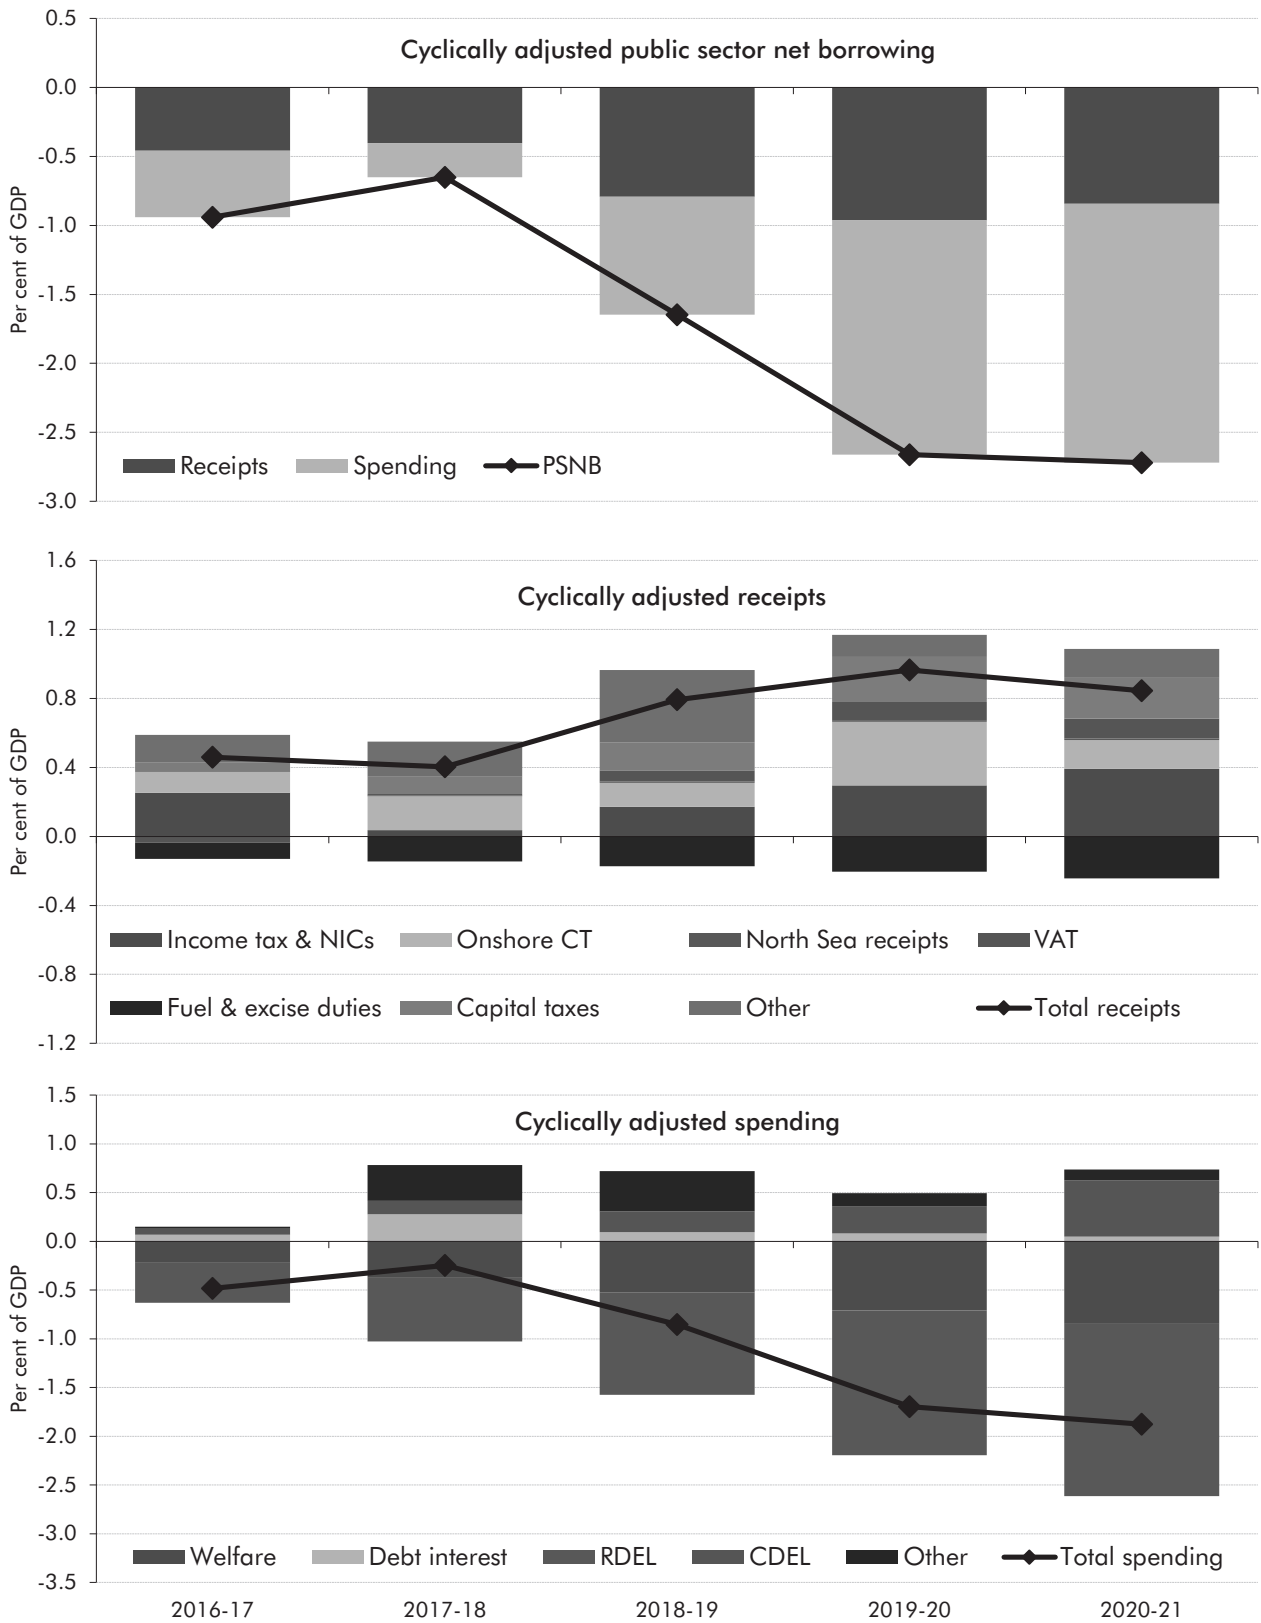 Cyclically adjusted public sector net borrowing
0.5
0.0
-0.5
-1.0
-1.5
-2.0
-2.5
-3.0
Per cent of GDP
Receipts Spending PSNB
Cyclically adjusted receipts
1.6
1.2
0.8
0.4
0.0
-0.4
-0.8
-1.2
Per cent of GDP
Income tax & NICs Onshore CT North Sea receipts VAT
Fuel & excise duties Capital taxes Other Total receipts
Cyclically adjusted spending
1.5
1.0
0.5
0.0
-0.5
-1.0
-1.5
-2.0
-2.5
-3.0
-3.5
Per cent of GDP
Welfare Debt interest RDEL CDEL Other Total spending
2016-17 2017-18 2018-19 2019-20 2020-21